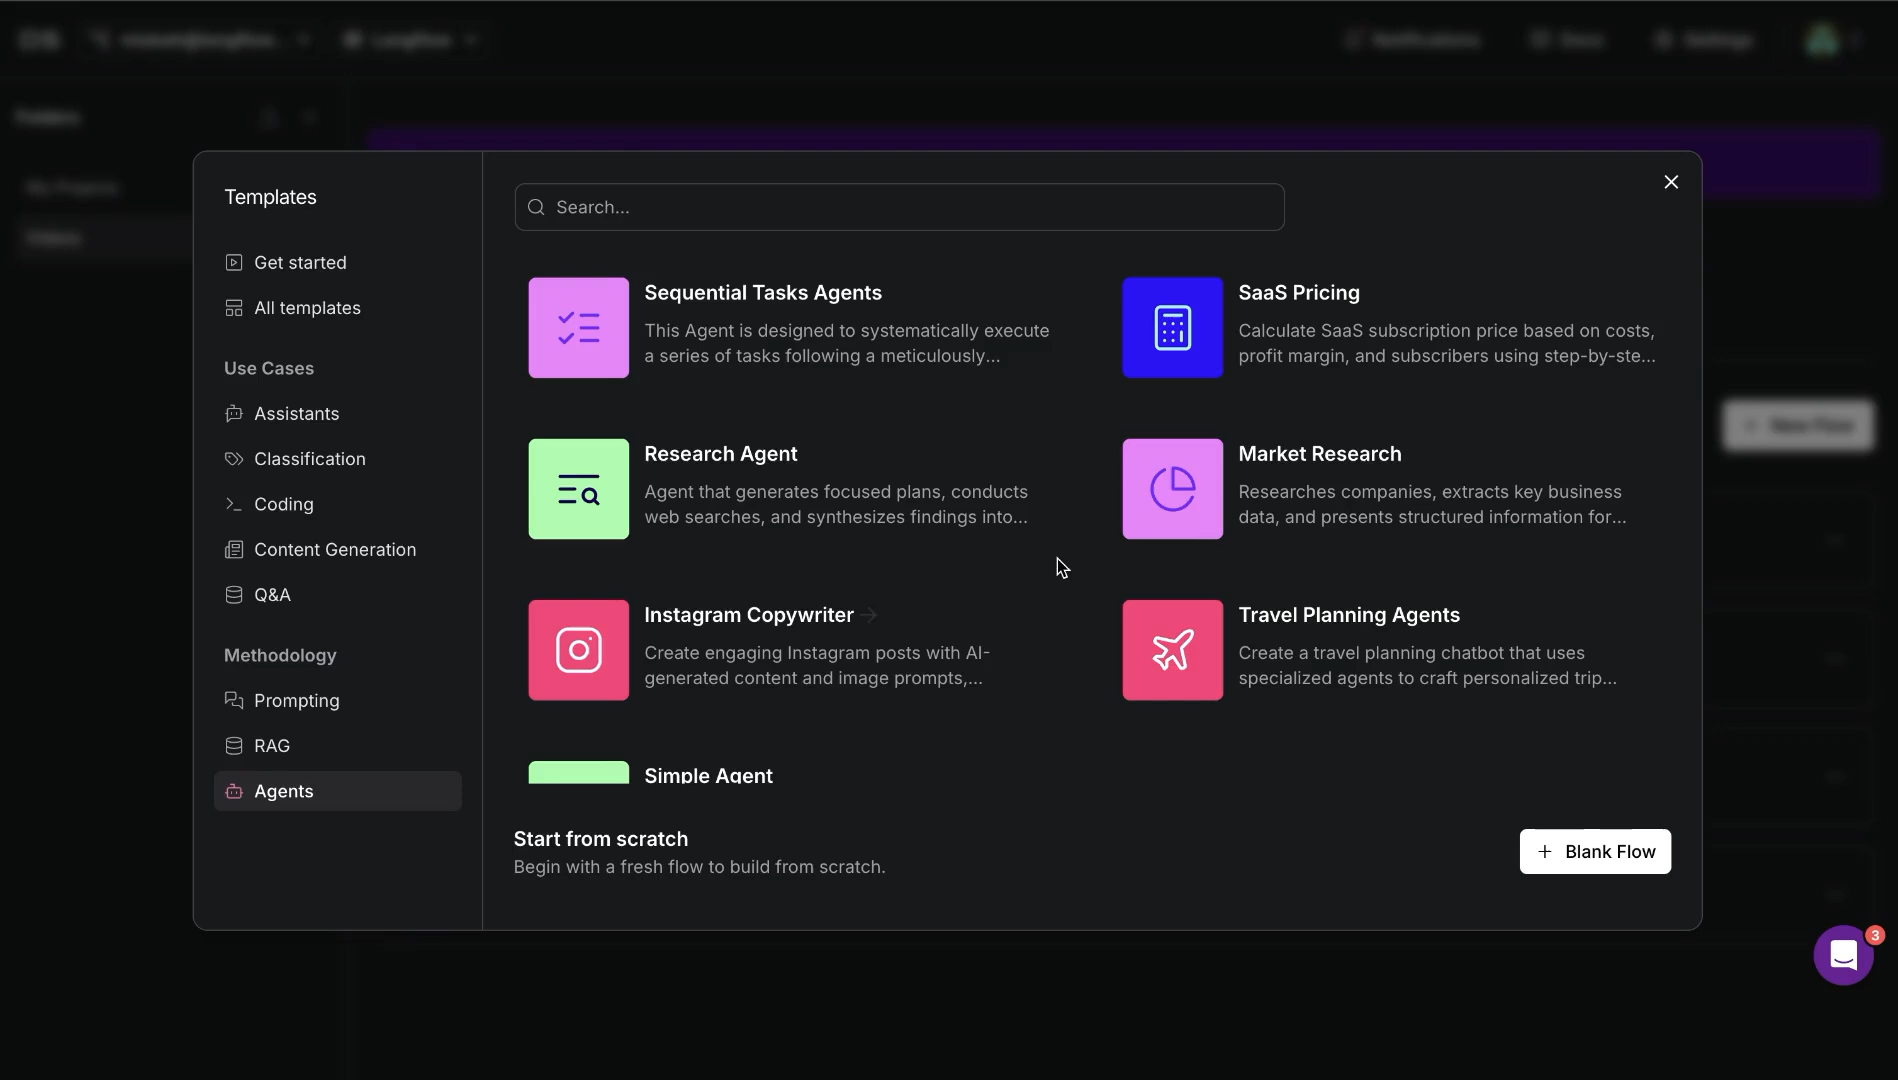 Templates
Get started
All templates
Use Cases
Assistants
Classification
Coding
Content Generation
Q&A
Methodology
Prompting
RAG
Agents
Search...
Sequential Tasks Agents
This Agent is designed to systematically execute
a series of tasks following a meticulously...
SaaS Pricing
Calculate SaaS subscription price based on costs,
profit margin, and subscribers using step-by-ste...
Research Agent
Agent that generates focused plans, conducts
web searches, and synthesizes findings into...
Market Research
Researches companies, extracts key business
data, and presents structured information for...
Instagram Copywriter
Create engaging Instagram posts with AI-
generated content and image prompts,...
Travel Planning Agents
Create a travel planning chatbot that uses
specialized agents to craft personalized trip...
Simple Agent
Start from scratch
Begin with a fresh flow to build from scratch.
Blank Flow
3
Notifications
Docs
Settings
Folders
New Flow